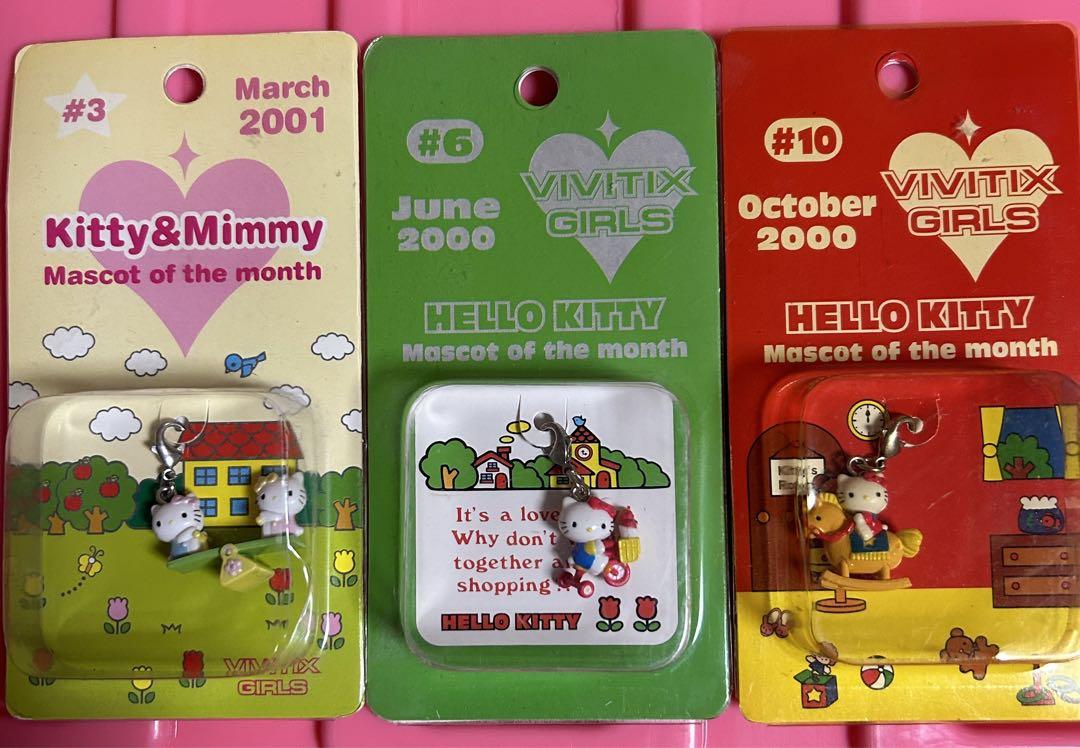 #3
March
2001
Kitty&Mimmy
Mascot of the month
VIVITIX
GIRLS
#6
VIVITIX
GIRLS
June
2000
HELLO KITTY
Mascot of the month
It's a
Why don't
together
shopping
HELLO KITTY
#10
VIVITIX
GIRLS
October
2000
HELLO KITTY
Mascot of the month
Kitty's